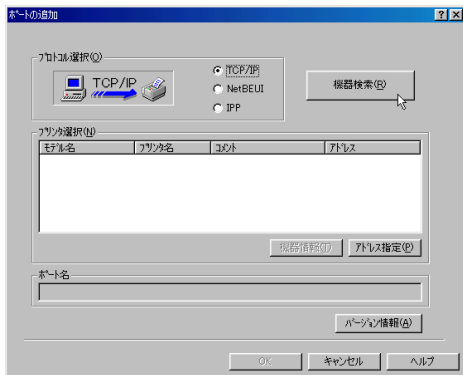 ﾎﾟｰﾄの追加
ﾌﾟﾛﾄｺﾙ選択(O)
TCP/IP
TCP/IP
NetBEUI
IPP
機器検索(R)
ﾌﾟﾘﾝﾀ選択(N)
ﾓﾃﾞﾙ名 ﾌﾟﾘﾝﾀ名 ｺﾒﾝﾄ ｱﾄﾞﾚｽ
機器情報(T) ｱﾄﾞﾚｽ指定(P)
ﾎﾟｰﾄ名
ﾊﾞｰｼﾞｮﾝ情報(A)
OK ｷｬﾝｾﾙ ﾍﾙﾌﾟ